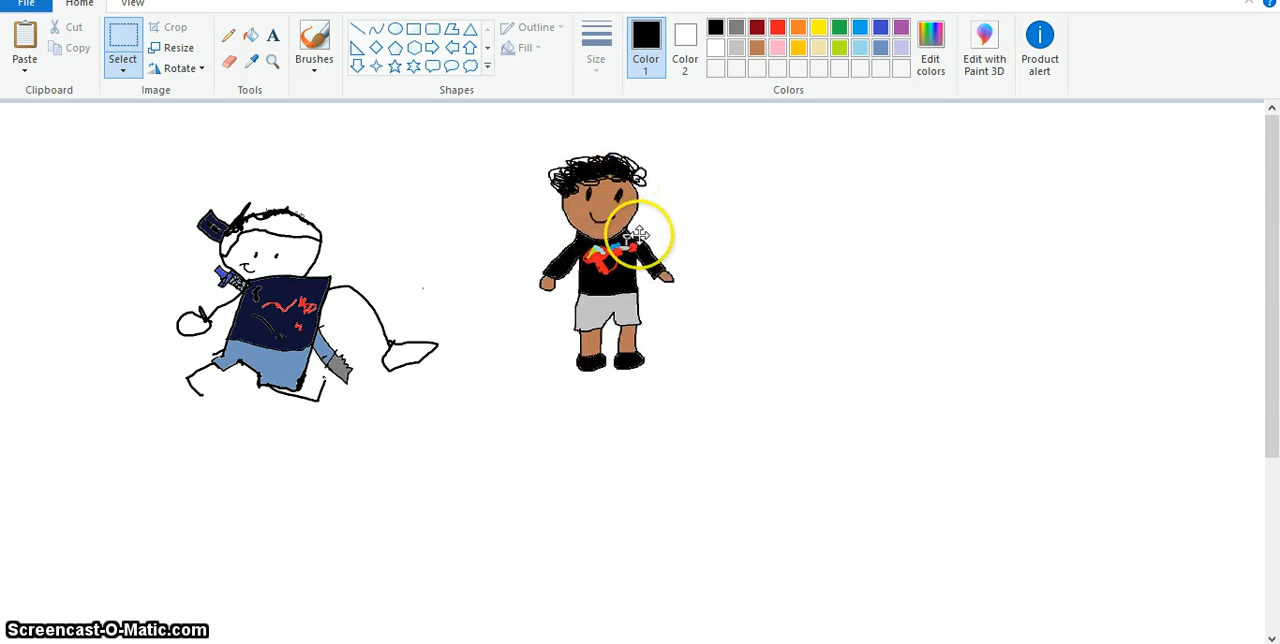 File Home View
Paste
Cut
Copy
Clipboard
Select
Crop
Resize
Rotate
Image
A
Tools
Brushes
Outline
Fill
Shapes
Size
Color
1
Color
2
Edit
colors
Colors
Edit with
Paint 3D
Product
alert
Screencast-O-Matic.com